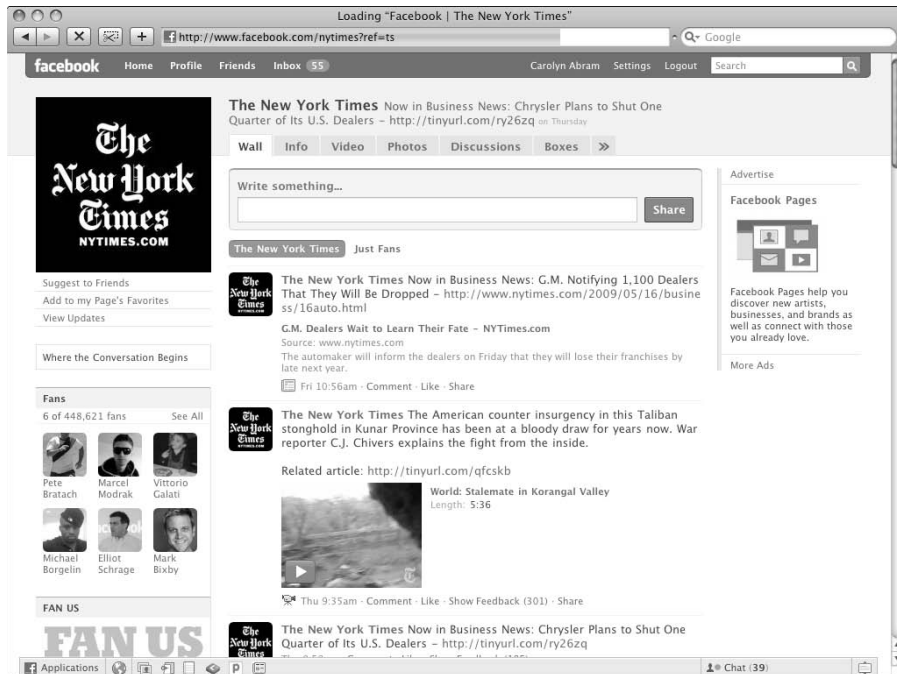 Loading “Facebook | The New York Times”
http://www.facebook.com/nytimes?ref=ts
Google
facebook Home Profile Friends Inbox 55 Carolyn Abram Settings Logout Search
The New York Times Now in Business News: Chrysler Plans to Shut One
Quarter of Its U.S. Dealers – http://tinyurl.com/ry26zq on Thursday
Wall Info Video Photos Discussions Boxes »
The
New York
Times
NYTIMES.COM
Suggest to Friends
Add to my Page's Favorites
View Updates
Where the Conversation Begins
Fans
6 of 448,621 fans See All
Pete
Bratach
Marcel
Modrak
Vittorio
Galati
Michael
Borgelin
Elliot
Schrage
Mark
Bixby
FAN US
FAN US
Write something...
Share
The New York Times Just Fans
The
New York
Times
The New York Times Now in Business News: G.M. Notifying 1,100 Dealers
That They Will Be Dropped – http://www.nytimes.com/2009/05/16/busine
ss/16auto.html
G.M. Dealers Wait to Learn Their Fate – NYTimes.com
Source: www.nytimes.com
The automaker will inform the dealers on Friday that they will lose their franchises by
late next year.
Fri 10:56am · Comment · Like · Share
The
New York
Times
The New York Times The American counter insurgency in this Taliban
stonghold in Kunar Province has been at a bloody draw for years now. War
reporter C.J. Chivers explains the fight from the inside.
Related article: http://tinyurl.com/qfcskb
World: Stalemate in Korangal Valley
Length: 5:36
Thu 9:35am · Comment · Like · Show Feedback (301) · Share
The
New York
Times
The New York Times Now in Business News: Chrysler Plans to Shut One
Quarter of Its U.S. Dealers – http://tinyurl.com/ry26zq
Advertise
Facebook Pages
Facebook Pages help you
discover new artists,
businesses, and brands as
well as connect with those
you already love.
More Ads
Applications
Chat (39)